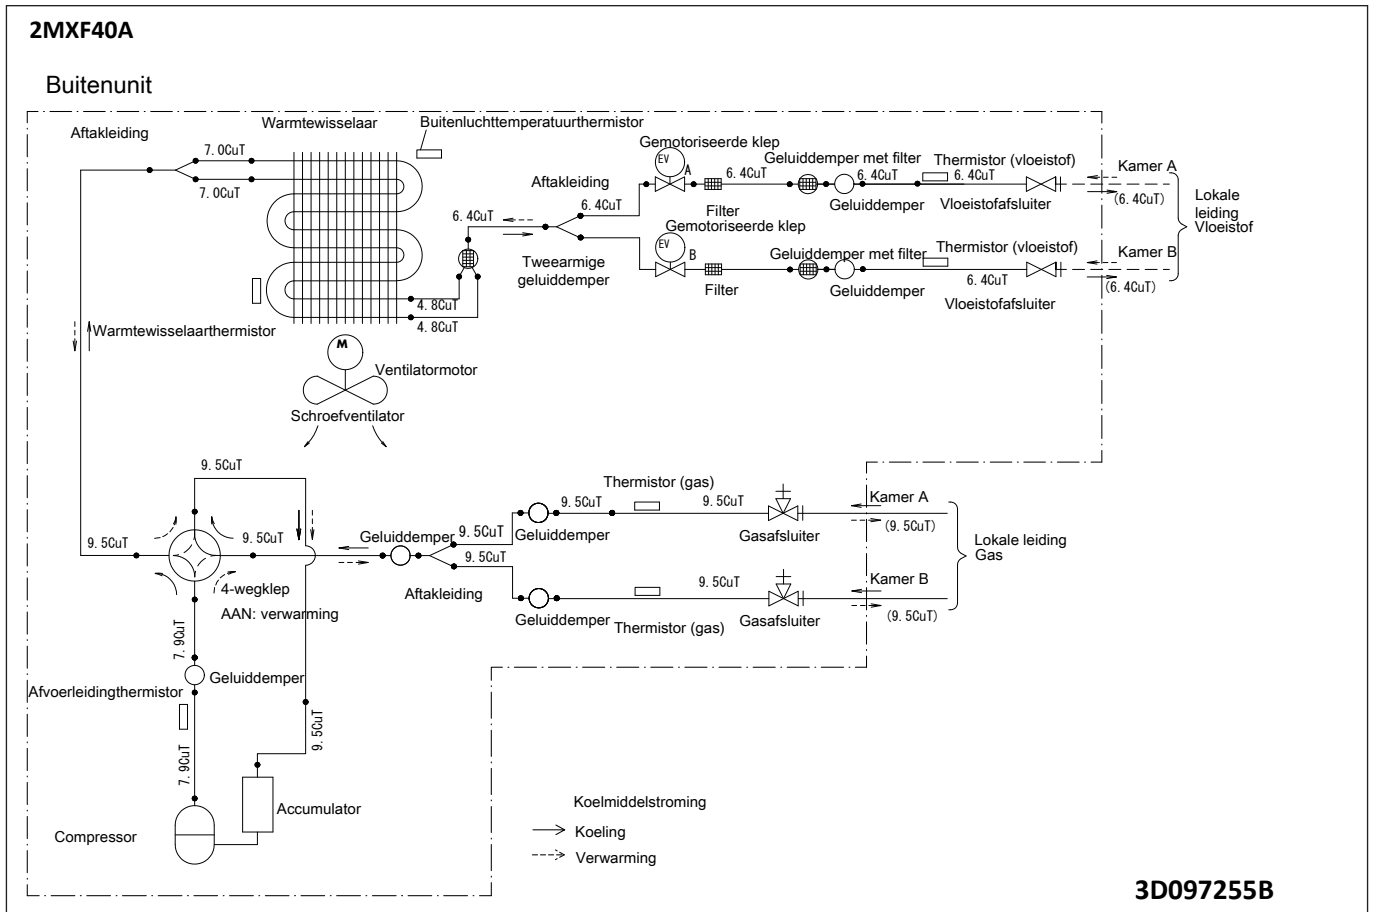 2MXF40A
Buitenunit
Aftakleiding
Warmtewisselaar
Buitenluchttemperatuurthermistor
7.0CuT
7.0CuT
Gemotoriseerde klep
EV
A
6.4CuT
Geluiddemper met filter
6.4CuT
Thermistor (vloeistof)
6.4CuT
Kamer A
(6.4CuT)
Aftakleiding
6.4CuT
Filter
Geluiddemper
Vloeistofafsluiter
Lokale
leiding
Vloeistof
6.4CuT
Gemotoriseerde klep
EV
B
Geluiddemper met filter
Thermistor (vloeistof)
Kamer B
Tweearmige
geluiddemper
Filter
Geluiddemper
6.4CuT
(6.4CuT)
Vloeistofafsluiter
4.8CuT
4.8CuT
Warmtewisselaarthermistor
M
Ventilatormotor
Schroefventilator
9.5CuT
Thermistor (gas)
9.5CuT
9.5CuT
Kamer A
(9.5CuT)
9.5CuT
9.5CuT
Geluiddemper
9.5CuT
Geluiddemper
Gasafsluiter
Lokale leiding
Gas
9.5CuT
9.5CuT
Kamer B
4-wegklep
AAN: verwarming
Aftakleiding
Geluiddemper
Thermistor (gas)
Gasafsluiter
(9.5CuT)
7.9CuT
Geluiddemper
Afvoerleidingthermistor
7.9CuT
9.5CuT
Accumulator
Compressor
Koelmiddelstroming
Koeling
Verwarming
3D097255B